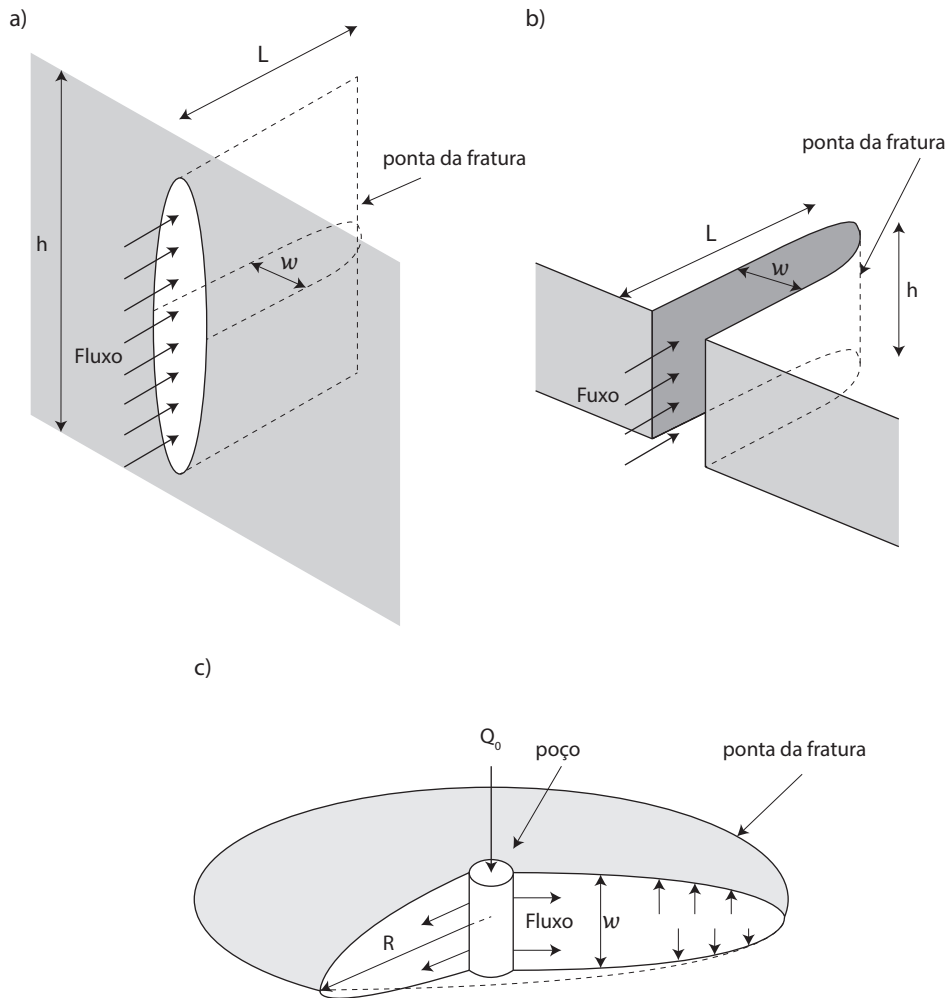 a)
L
ponta da fratura
h
w
Fluxo
b)
ponta da fratura
L
w
h
Fuxo
c)
Q0
poço
ponta da fratura
Fluxo
w
R